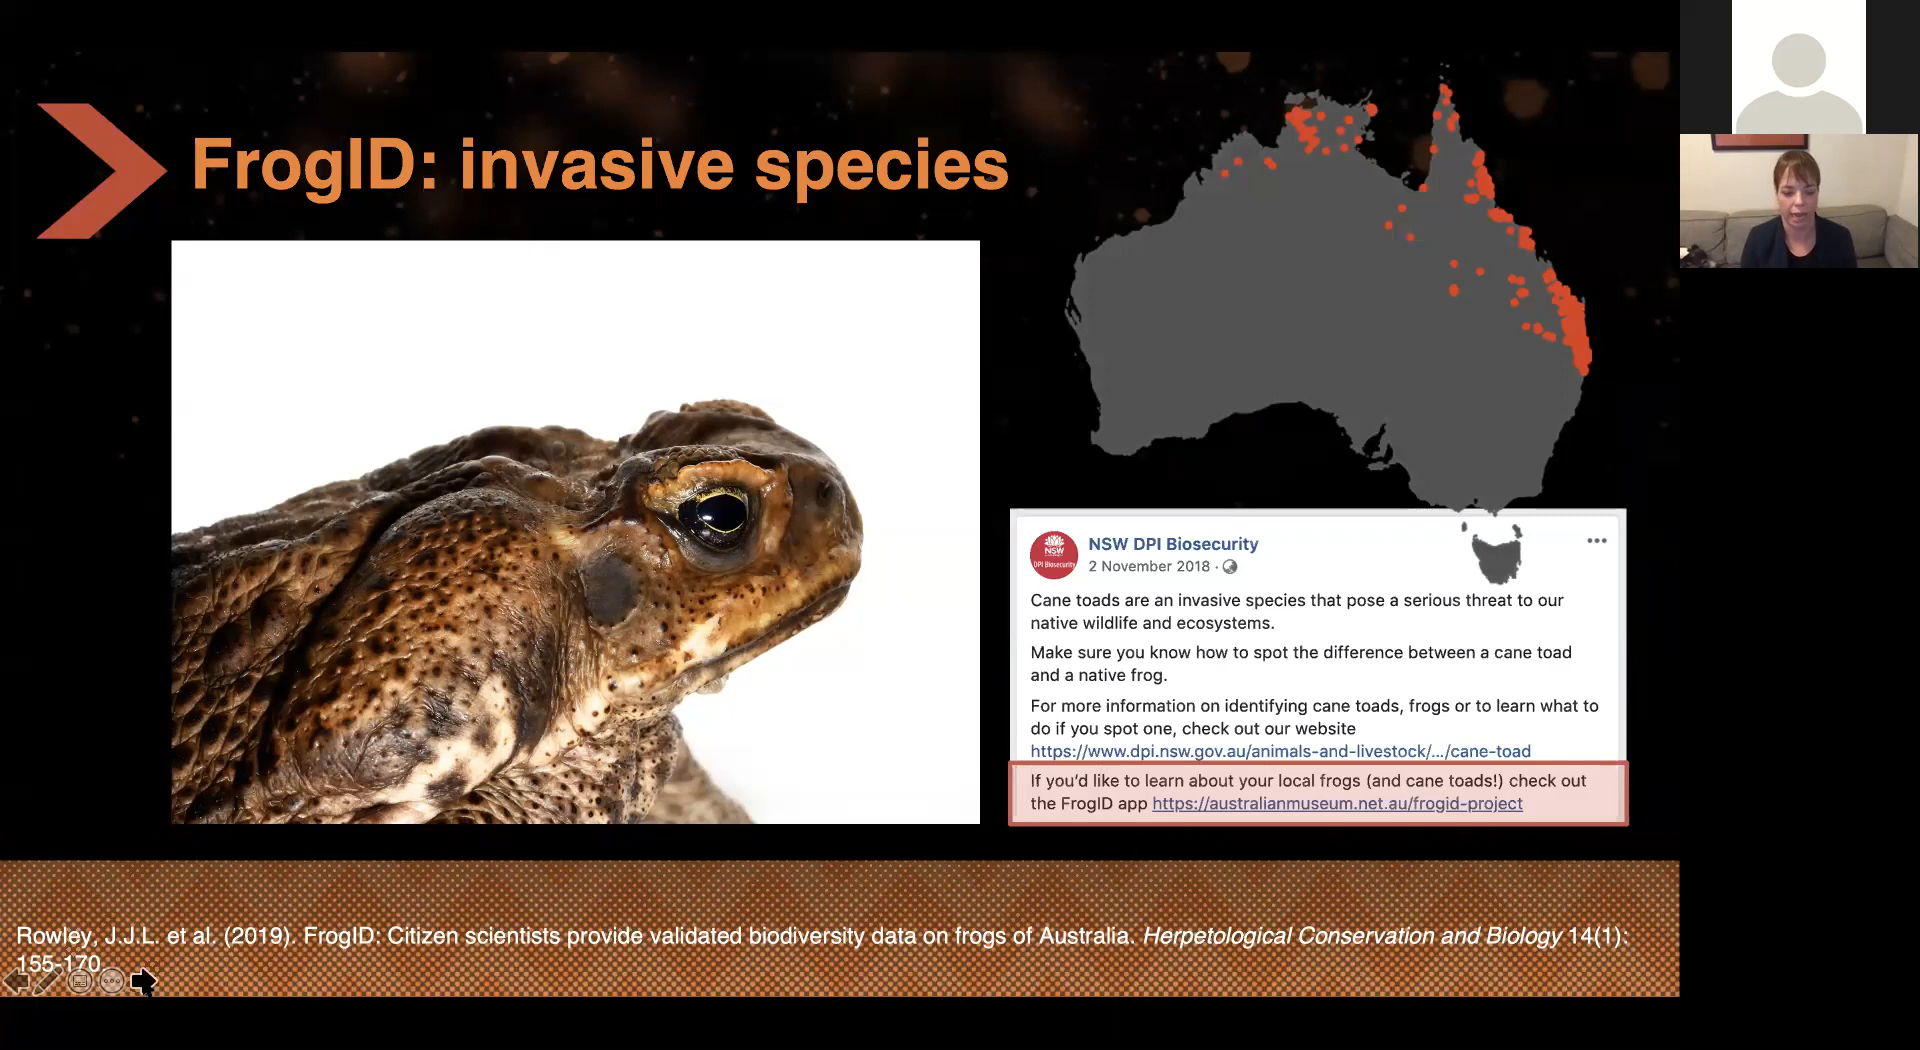 FrogID: invasive species
NSW
DPI Biosecurity
NSW DPI Biosecurity
2 November 2018 ·
Cane toads are an invasive species that pose a serious threat to our
native wildlife and ecosystems.
Make sure you know how to spot the difference between a cane toad
and a native frog.
For more information on identifying cane toads, frogs or to learn what to
do if you spot one, check out our website
https://www.dpi.nsw.gov.au/animals-and-livestock/.../cane-toad
If you'd like to learn about your local frogs (and cane toads!) check out
the FrogID app https://australianmuseum.net.au/frogid-project
Rowley, J.J.L. et al. (2019). FrogID: Citizen scientists provide validated biodiversity data on frogs of Australia. Herpetological Conservation and Biology 14(1):
155-170